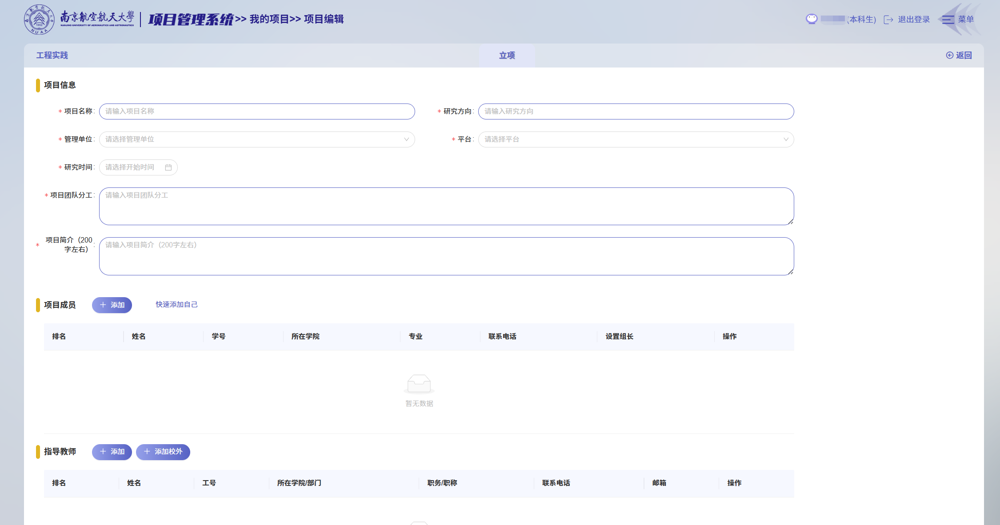 南京航空航天大學
NANJING UNIVERSITY OF AERONAUTICS AND ASTRONAUTICS
1952
NUAA
项目管理系统>> 我的项目>> 项目编辑
(本科生) 退出登录 菜单
工程实践 立项 返回
项目信息
* 项目名称: 请输入项目名称 * 研究方向: 请输入研究方向
* 管理单位: 请选择管理单位 * 平台: 请选择平台
* 研究时间: 请选择开始时间
* 项目团队分工: 请输入项目团队分工
* 项目简介（200字左右）: 请输入项目简介（200字左右）
项目成员 + 添加 快速添加自己
排名 姓名 学号 所在学院 专业 联系电话 设置组长 操作
暂无数据
指导教师 + 添加 + 添加校外
排名 姓名 工号 所在学院/部门 职务/职称 联系电话 邮箱 操作